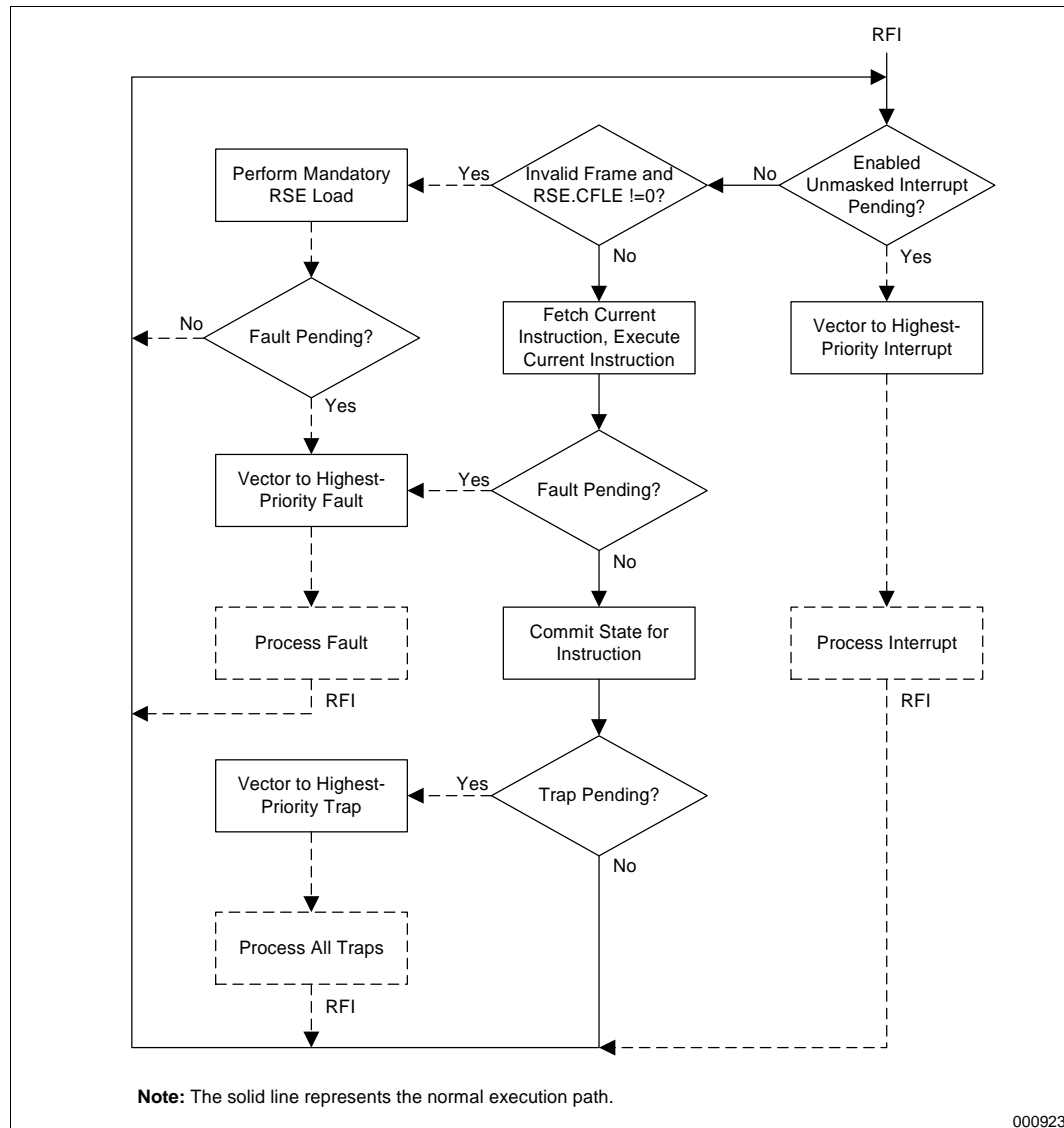 RFI
Enabled
Unmasked Interrupt
Pending?
No
Yes
Invalid Frame and
RSE.CFLE !=0?
Yes
No
Perform Mandatory
RSE Load
Fault Pending?
No
Yes
Fetch Current
Instruction, Execute
Current Instruction
Vector to Highest-
Priority Interrupt
Vector to Highest-
Priority Fault
Yes
Fault Pending?
No
Process Fault
RFI
Commit State for
Instruction
Process Interrupt
RFI
Vector to Highest-
Priority Trap
Yes
Trap Pending?
No
Process All Traps
RFI
Note: The solid line represents the normal execution path.
000923